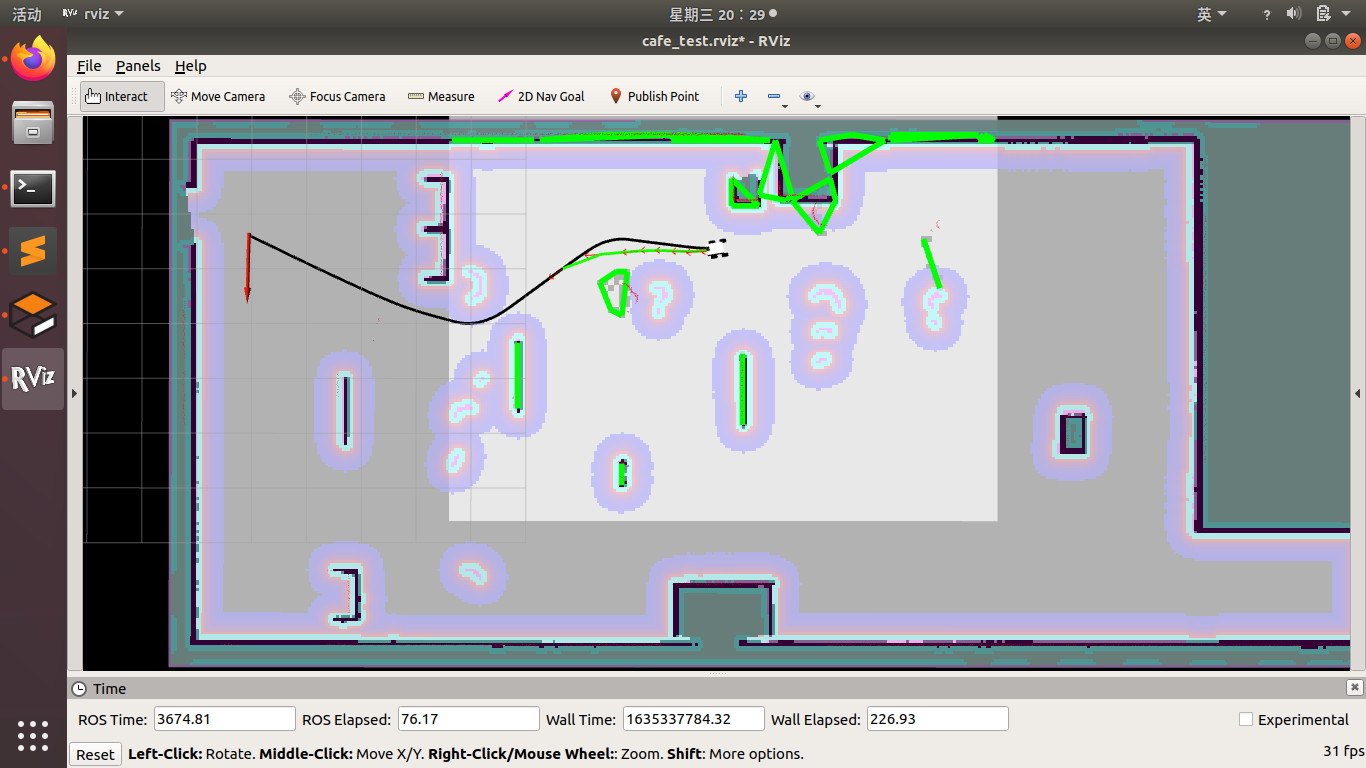 活动
RViz
rviz
星期三 20：29
英
?
cafe_test.rviz* - RViz
File Panels Help
Interact Move Camera Focus Camera Measure 2D Nav Goal Publish Point
RViz
Time
ROS Time: 3674.81 ROS Elapsed: 76.17 Wall Time: 1635337784.32 Wall Elapsed: 226.93 Experimental
Reset Left-Click: Rotate. Middle-Click: Move X/Y. Right-Click/Mouse Wheel:: Zoom. Shift: More options. 31 fps